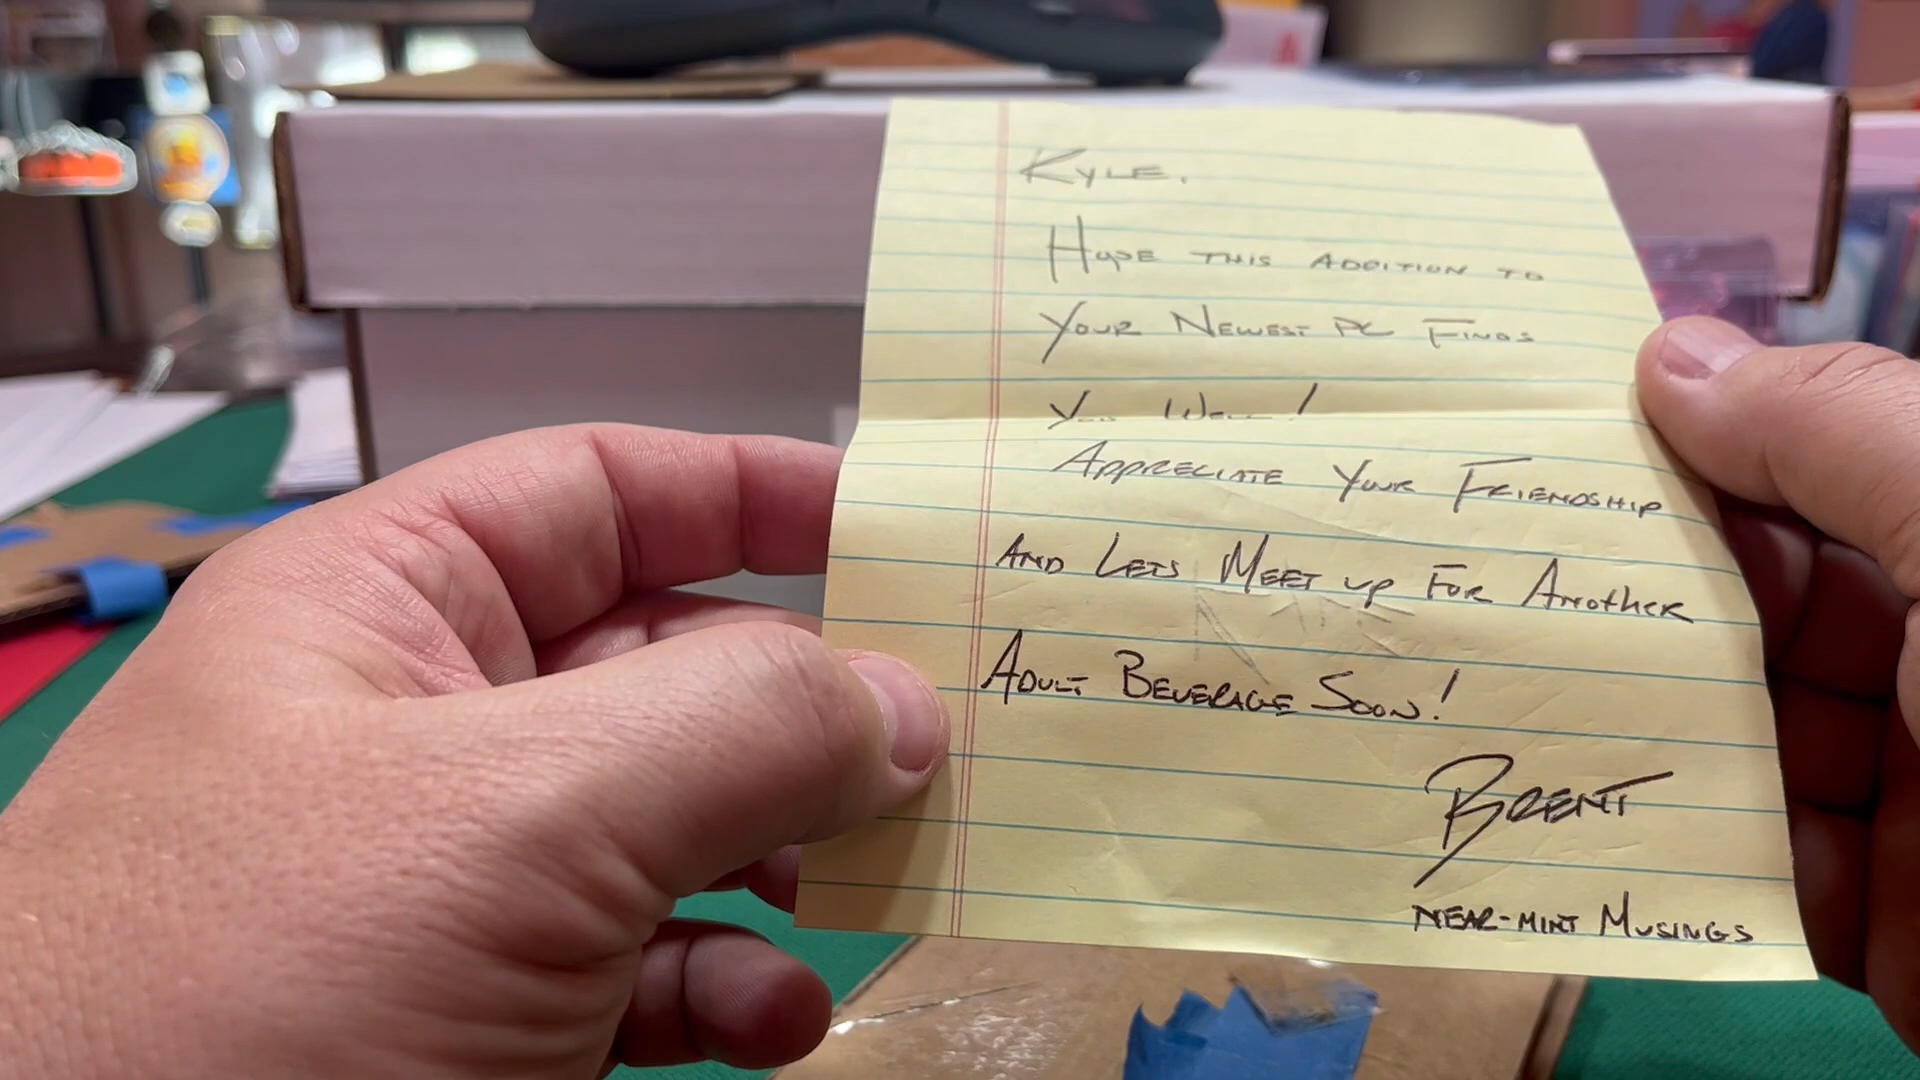 Kyle,
Hope this addition to
Your Newest PC Finds
You Well!
Appreciate Your Friendship
And Lets Meet up For Another
Adult Beverage Soon!
Brent
Near-Mint Musings